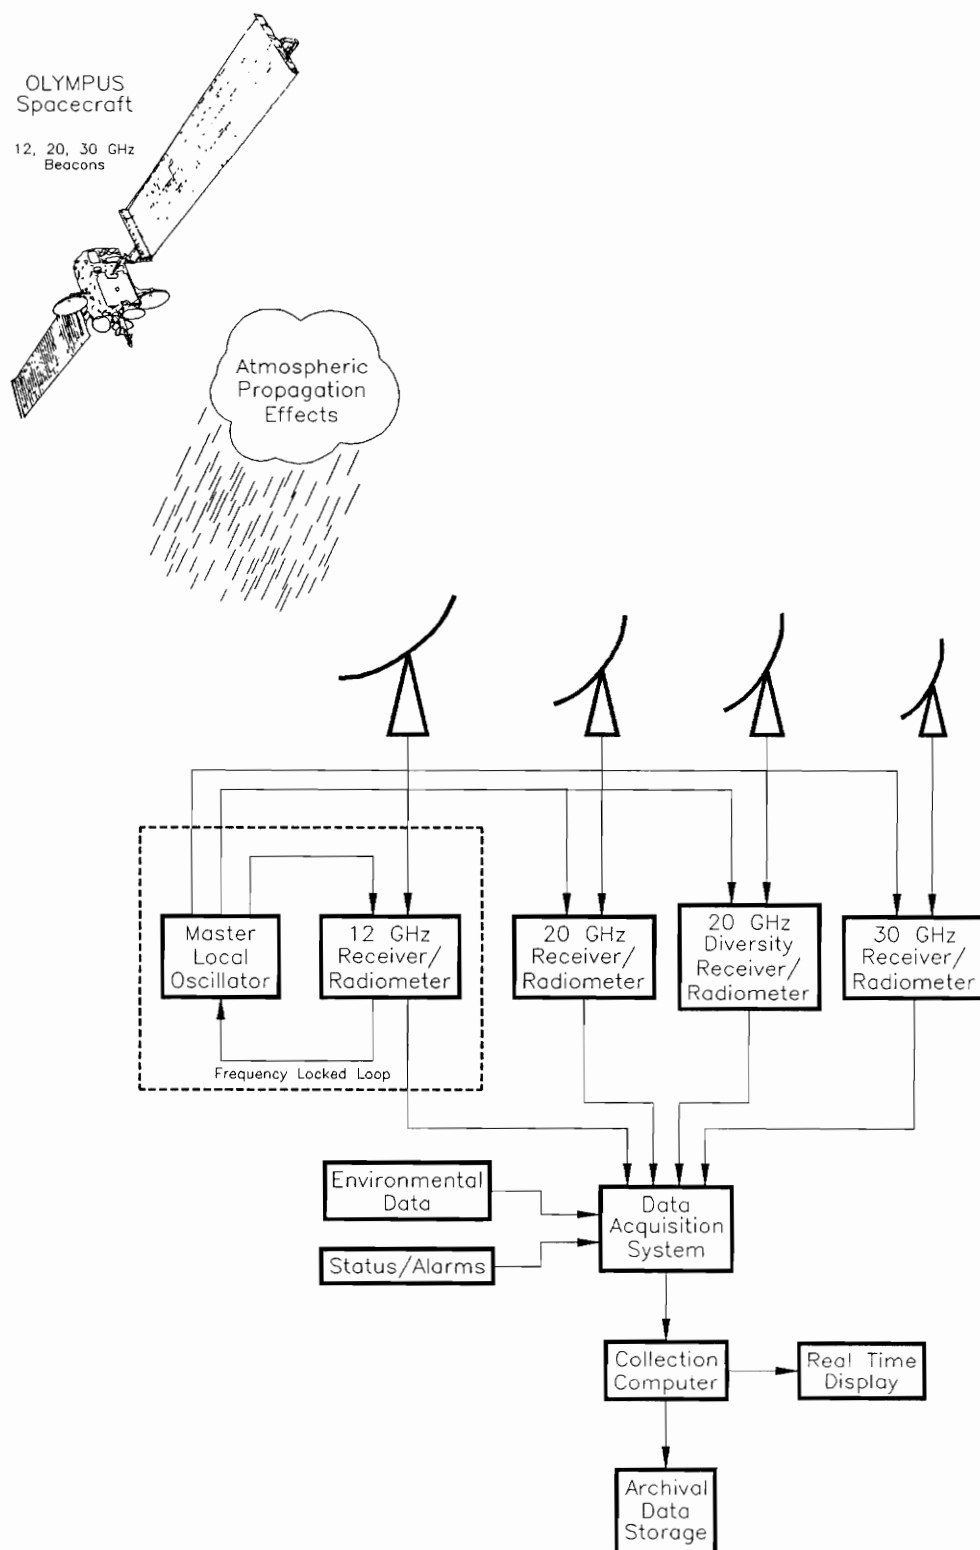 OLYMPUS
Spacecraft
12, 20, 30 GHz
Beacons
Atmospheric
Propagation
Effects
Master
Local
Oscillator
12 GHz
Receiver/
Radiometer
20 GHz
Receiver/
Radiometer
20 GHz
Diversity
Receiver/
Radiometer
30 GHz
Receiver/
Radiometer
Frequency Locked Loop
Environmental
Data
Status/Alarms
Data
Acquisition
System
Collection
Computer
Real Time
Display
Archival
Data
Storage